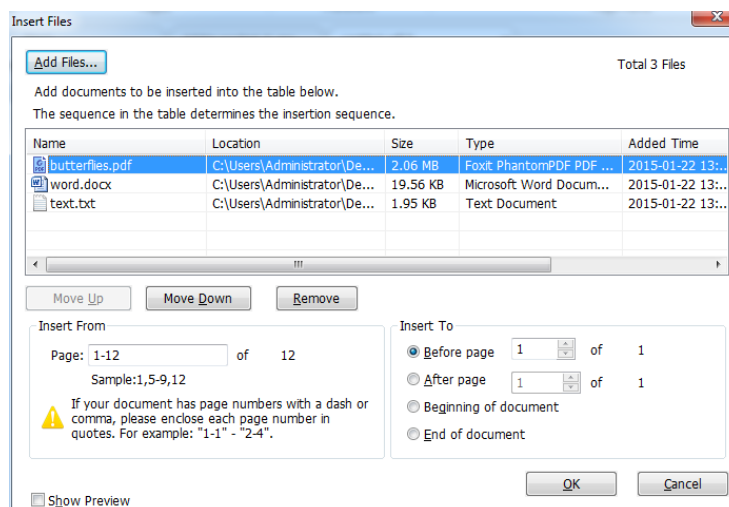 Insert Files
Add Files...
Total 3 Files
Add documents to be inserted into the table below.
The sequence in the table determines the insertion sequence.
Name Location Size Type Added Time
butterflies.pdf C:\Users\Administrator\De... 2.06 MB Foxit PhantomPDF PDF ... 2015-01-22 13:..
word.docx C:\Users\Administrator\De... 19.56 KB Microsoft Word Docum... 2015-01-22 13:..
text.txt C:\Users\Administrator\De... 1.95 KB Text Document 2015-01-22 13:..
Move Up Move Down Remove
Insert From
Page: 1-12 of 12
Sample:1,5-9,12
If your document has page numbers with a dash or
comma, please enclose each page number in
quotes. For example: "1-1" - "2-4".
Insert To
Before page 1 of 1
After page 1 of 1
Beginning of document
End of document
OK Cancel
Show Preview